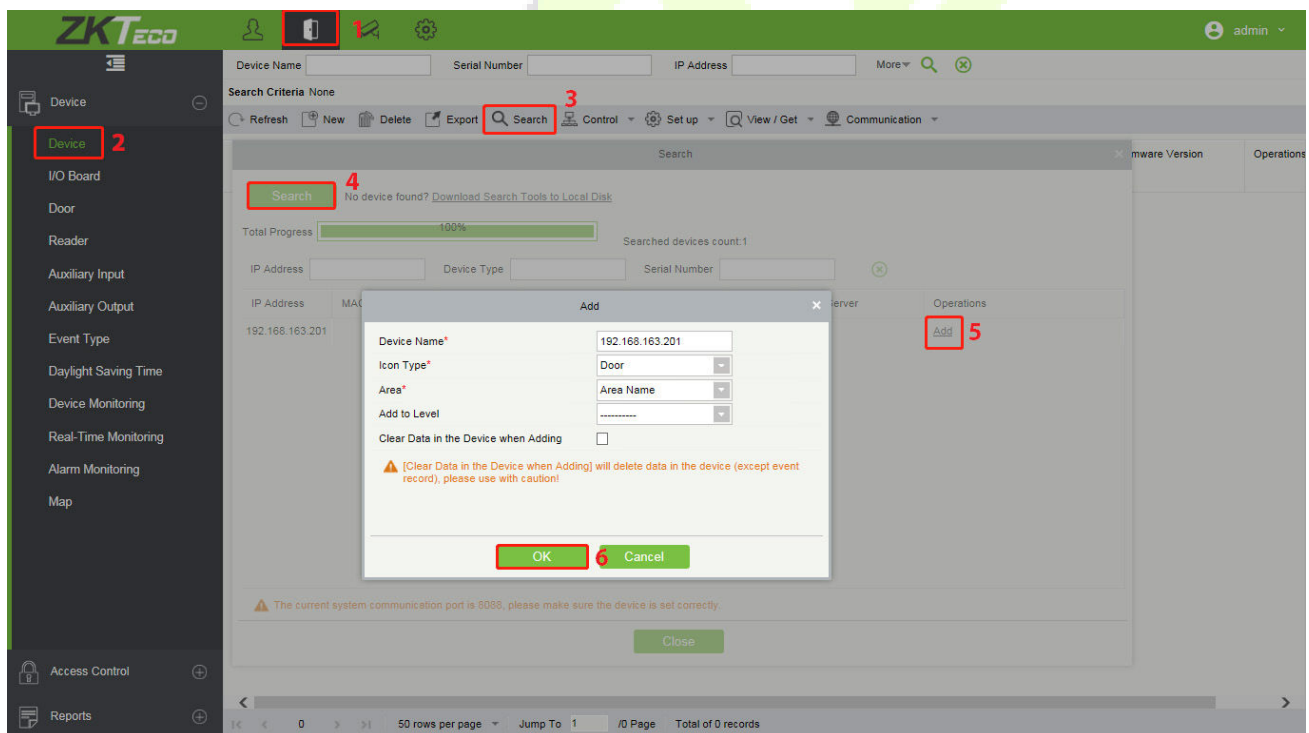 ZKTECO 1 admin
Device Name Serial Number IP Address More
Search Criteria None
3
Refresh New Delete Export Search Control Set up View / Get Communication
Device
Device 2
I/O Board
Door
Reader
Auxiliary Input
Auxiliary Output
Event Type
Daylight Saving Time
Device Monitoring
Real-Time Monitoring
Alarm Monitoring
Map
Access Control
Reports
Search mware Version Operations
4
Search No device found? Download Search Tools to Local Disk
Total Progress 100% Searched devices count:1
IP Address Device Type Serial Number
IP Address MAC Server Operations
192.168.163.201 Add 5
Add
Device Name* 192.168.163.201
Icon Type* Door
Area* Area Name
Add to Level ----------
Clear Data in the Device when Adding
[Clear Data in the Device when Adding] will delete data in the device (except event
record), please use with caution!
OK 6 Cancel
The current system communication port is 8088, please make sure the device is set correctly.
Close
0 50 rows per page Jump To 1 /0 Page Total of 0 records